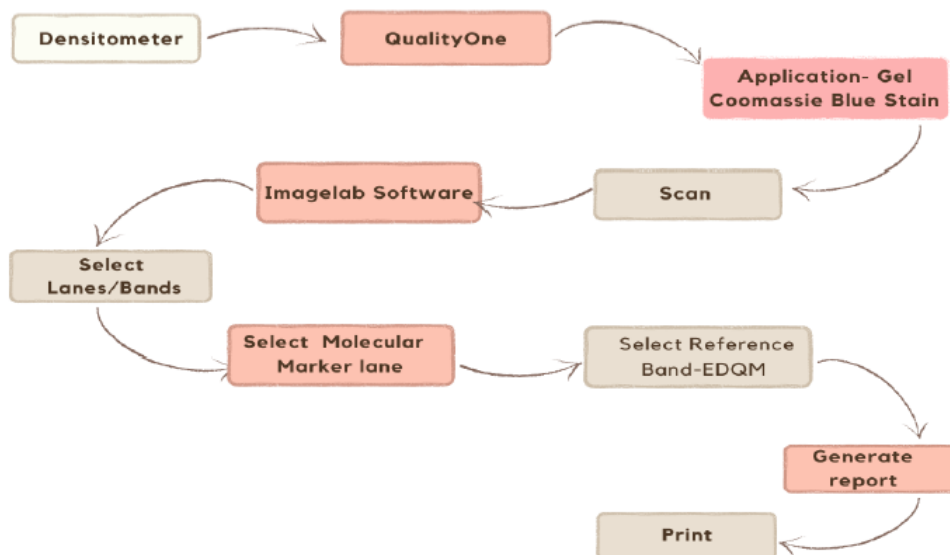 Densitometer
QualityOne
Application- Gel
Coomassie Blue Stain
Scan
Imagelab Software
Select
Lanes/Bands
Select Molecular
Marker lane
Select Reference
Band-EDQM
Generate
report
Print